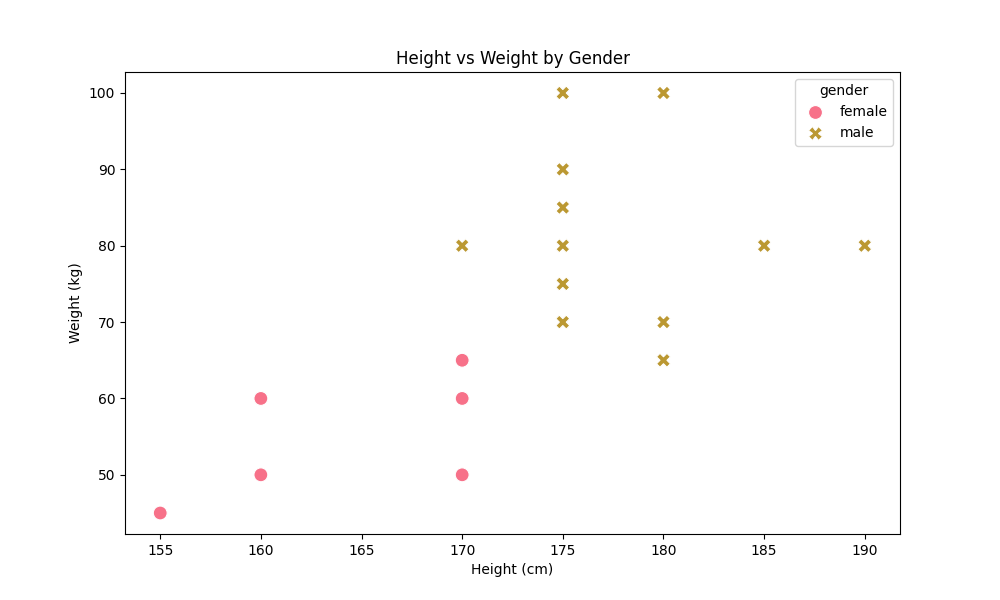 Height vs Weight by Gender
gender
female
male
100
90
80
70
60
50
Weight (kg)
155 160 165 170 175 180 185 190
Height (cm)